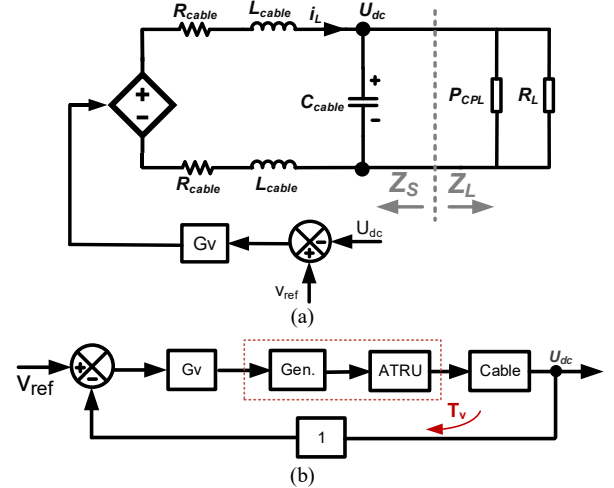 R_cable L_cable i_L U_dc
+
-
+
-
C_cable P_CPL R_L
R_cable L_cable
Z_S Z_L
Gv - U_dc
+
v_ref
(a)
V_ref + - Gv Gen. ATRU Cable U_dc
T_v
1
(b)